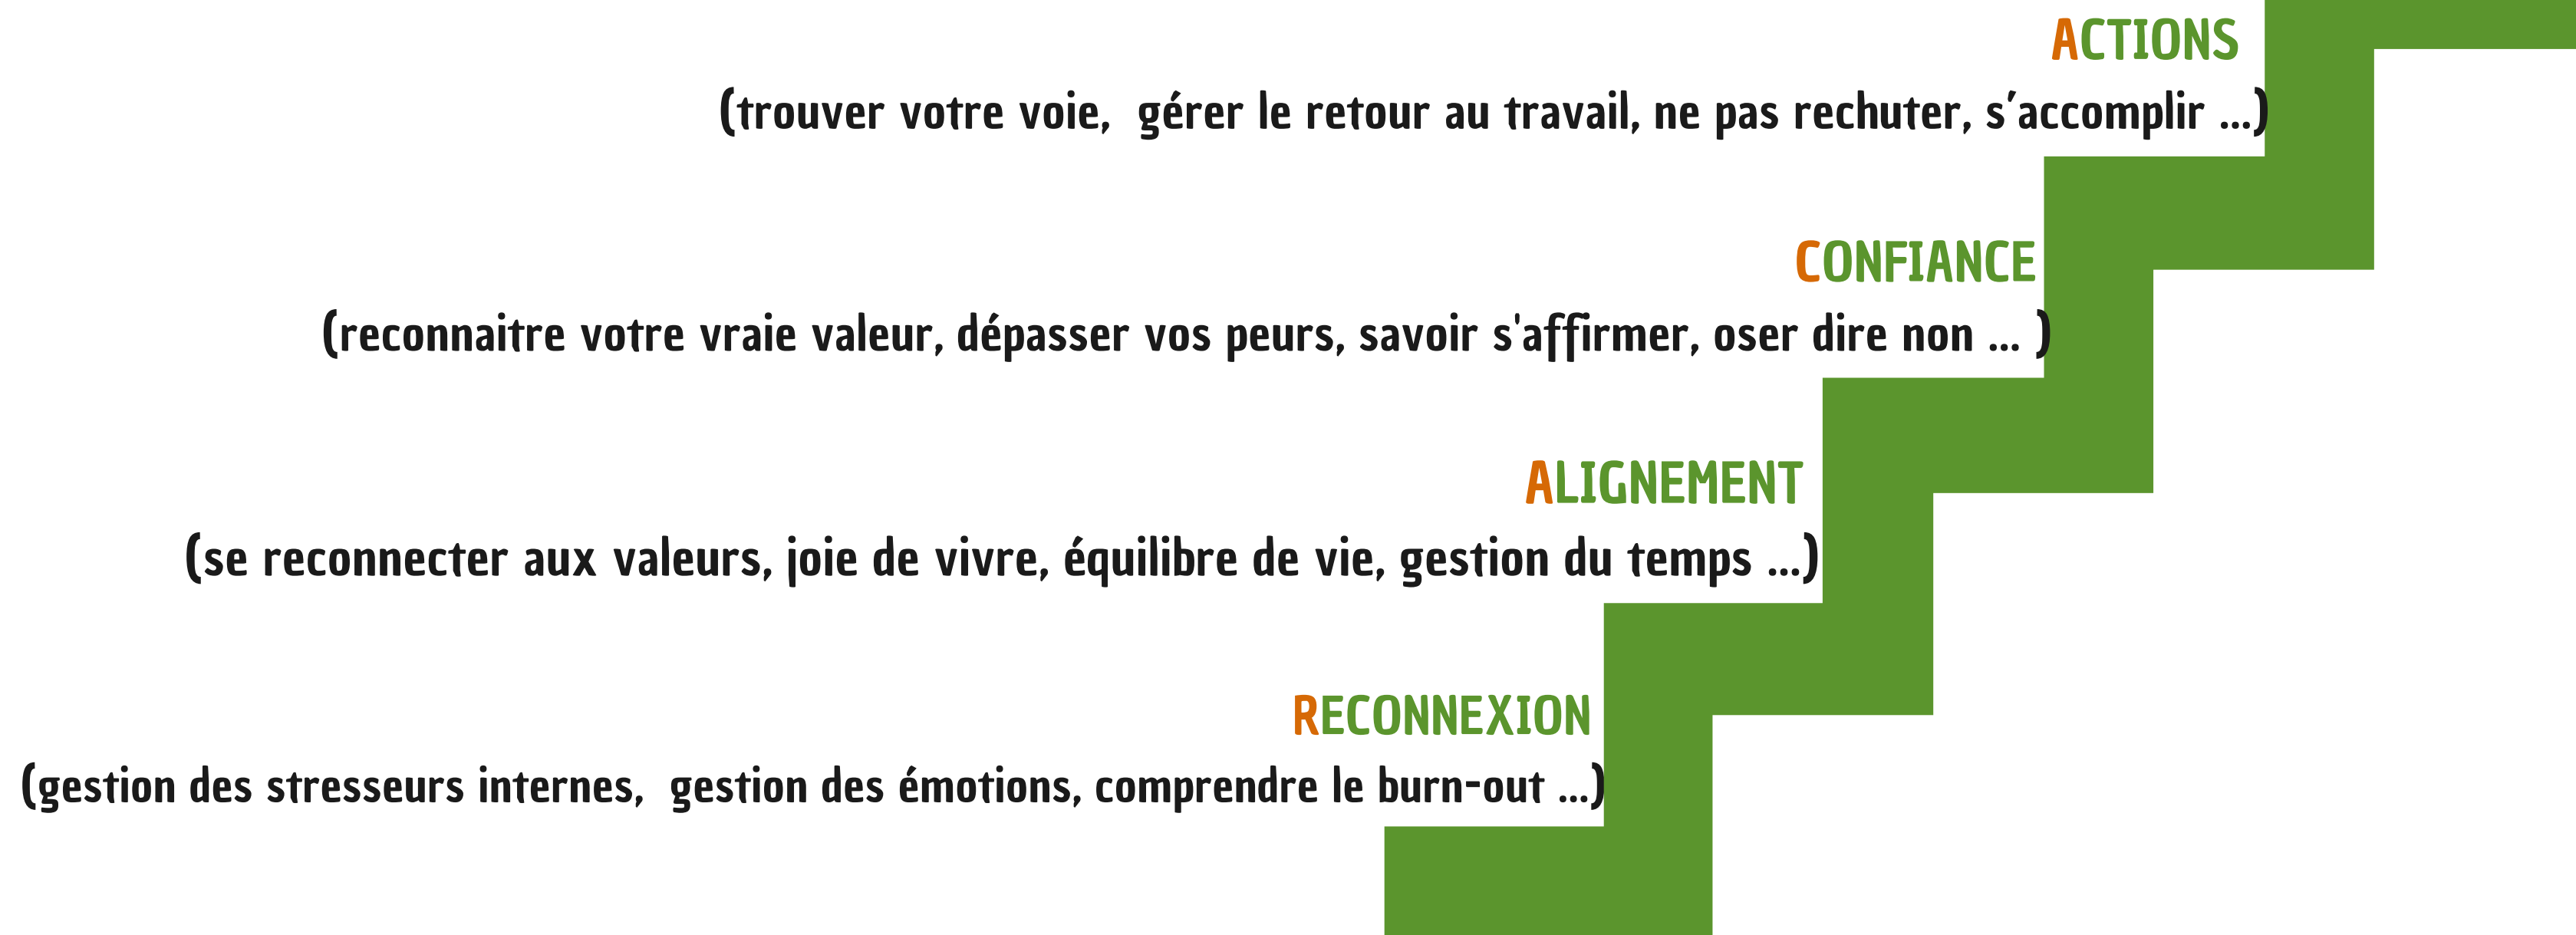 ACTIONS
(trouver votre voie, gérer le retour au travail, ne pas rechuter, s’accomplir ...)
CONFIANCE
(reconnaitre votre vraie valeur, dépasser vos peurs, savoir s'affirmer, oser dire non ... )
ALIGNEMENT
(se reconnecter aux valeurs, joie de vivre, équilibre de vie, gestion du temps ...)
RECONNEXION
(gestion des stresseurs internes, gestion des émotions, comprendre le burn-out ...)